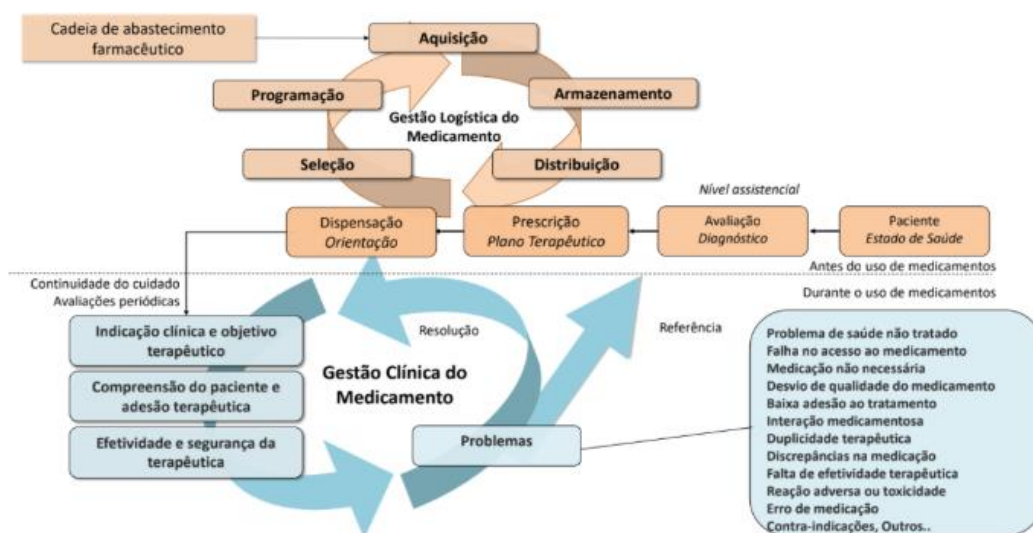 Cadeia de abastecimento
farmacêutico
Aquisição
Programação
Armazenamento
Gestão Logística do
Medicamento
Seleção
Distribuição
Nível assistencial
Dispensação
Orientação
Prescrição
Plano Terapêutico
Avaliação
Diagnóstico
Paciente
Estado de Saúde
Antes do uso de medicamentos
Continuidade do cuidado
Avaliações periódicas
Durante o uso de medicamentos
Indicação clínica e objetivo
terapêutico
Compreensão do paciente e
adesão terapêutica
Efetividade e segurança da
terapêutica
Resolução
Referência
Gestão Clínica do
Medicamento
Problemas
Problema de saúde não tratado
Falha no acesso ao medicamento
Medicação não necessária
Desvio de qualidade do medicamento
Baixa adesão ao tratamento
Interação medicamentosa
Duplicidade terapêutica
Discrepâncias na medicação
Falta de efetividade terapêutica
Reação adversa ou toxicidade
Erro de medicação
Contra-indicações, Outros..